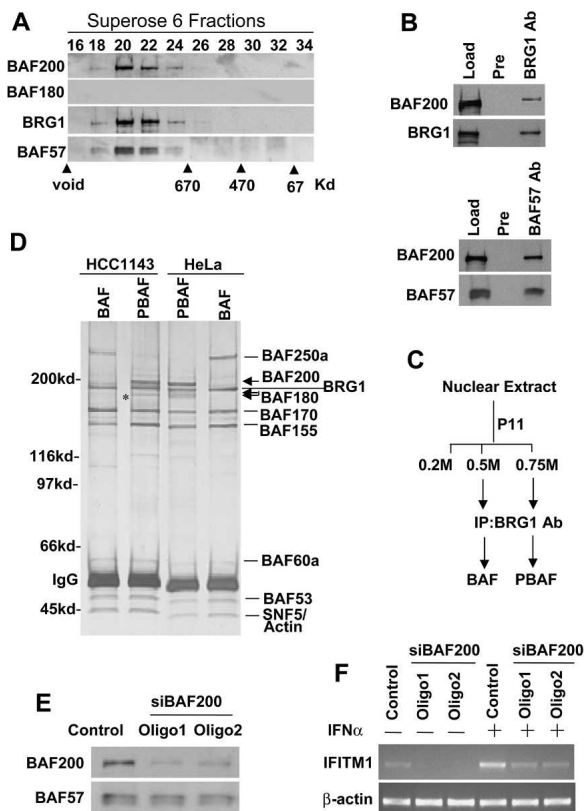 A
Superose 6 Fractions
16 18 20 22 24 26 28 30 32 34
BAF200
BAF180
BRG1
BAF57
void 670 470 67 Kd
B
Load Pre BRG1 Ab
BAF200
BRG1
Load Pre BAF57 Ab
BAF200
BAF57
C
Nuclear Extract
P11
0.2M 0.5M 0.75M
IP:BRG1 Ab
BAF PBAF
D
HCC1143 HeLa
BAF PBAF PBAF BAF
BAF250a
200kd-
BAF200
BRG1
*
BAF180
BAF170
BAF155
116kd-
97kd-
66kd-
BAF60a
IgG
BAF53
45kd-
SNF5/
Actin
E
siBAF200
Control Oligo1 Oligo2
BAF200
BAF57
F
siBAF200 siBAF200
Control Oligo1 Oligo2 Control Oligo1 Oligo2
IFNα − − − + + +
IFITM1
β-actin